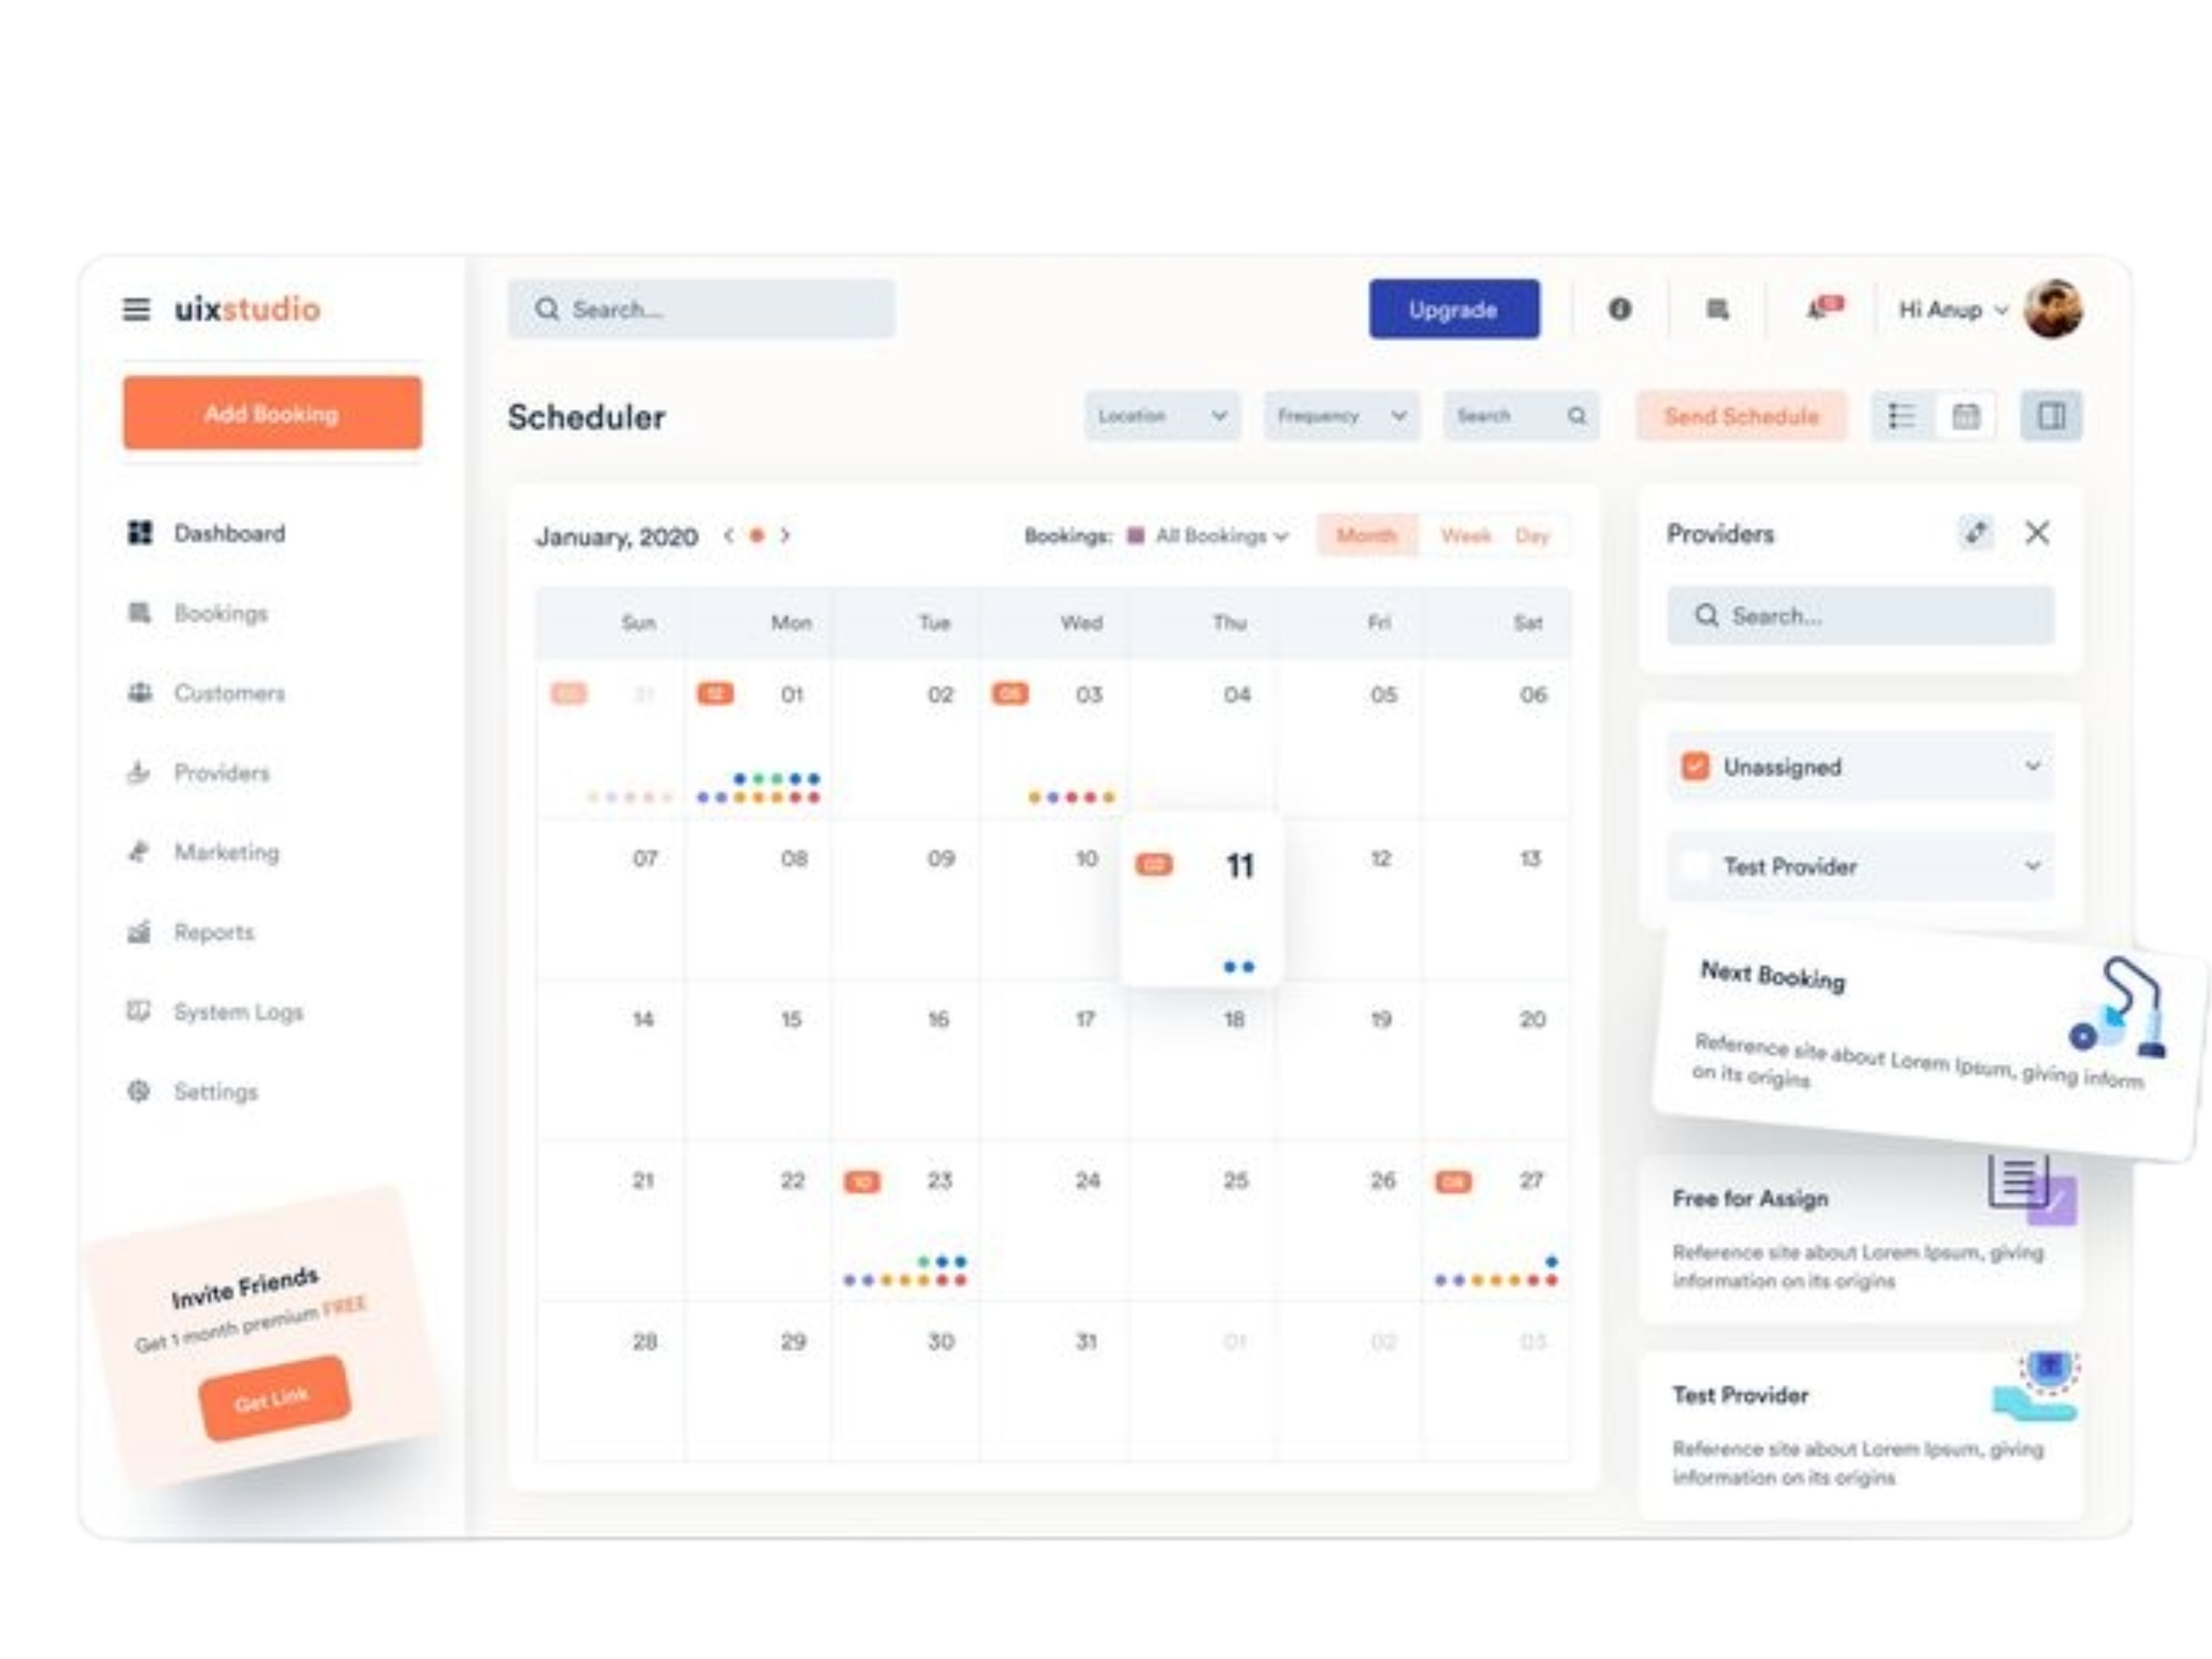 uixstudio
Search...
Upgrade
Hi Anup
Add Booking
Scheduler
Location
Frequency
Search
Send Schedule
Dashboard
Bookings
Customers
Providers
Marketing
Reports
System Logs
Settings
Invite Friends
Get 1 month premium FREE
Get Link
January, 2020
Bookings: All Bookings
Month Week Day
Sun Mon Tue Wed Thu Fri Sat
31 12 01 02 05 03 04 05 06
07 08 09 10 02 11 12 13
14 15 16 17 18 19 20
21 22 10 23 24 25 26 08 27
28 29 30 31 01 02 03
Providers
Search...
Unassigned
Test Provider
Next Booking
Reference site about Lorem Ipsum, giving inform
on its origins
Free for Assign
Reference site about Lorem Ipsum, giving
information on its origins
Test Provider
Reference site about Lorem Ipsum, giving
information on its origins